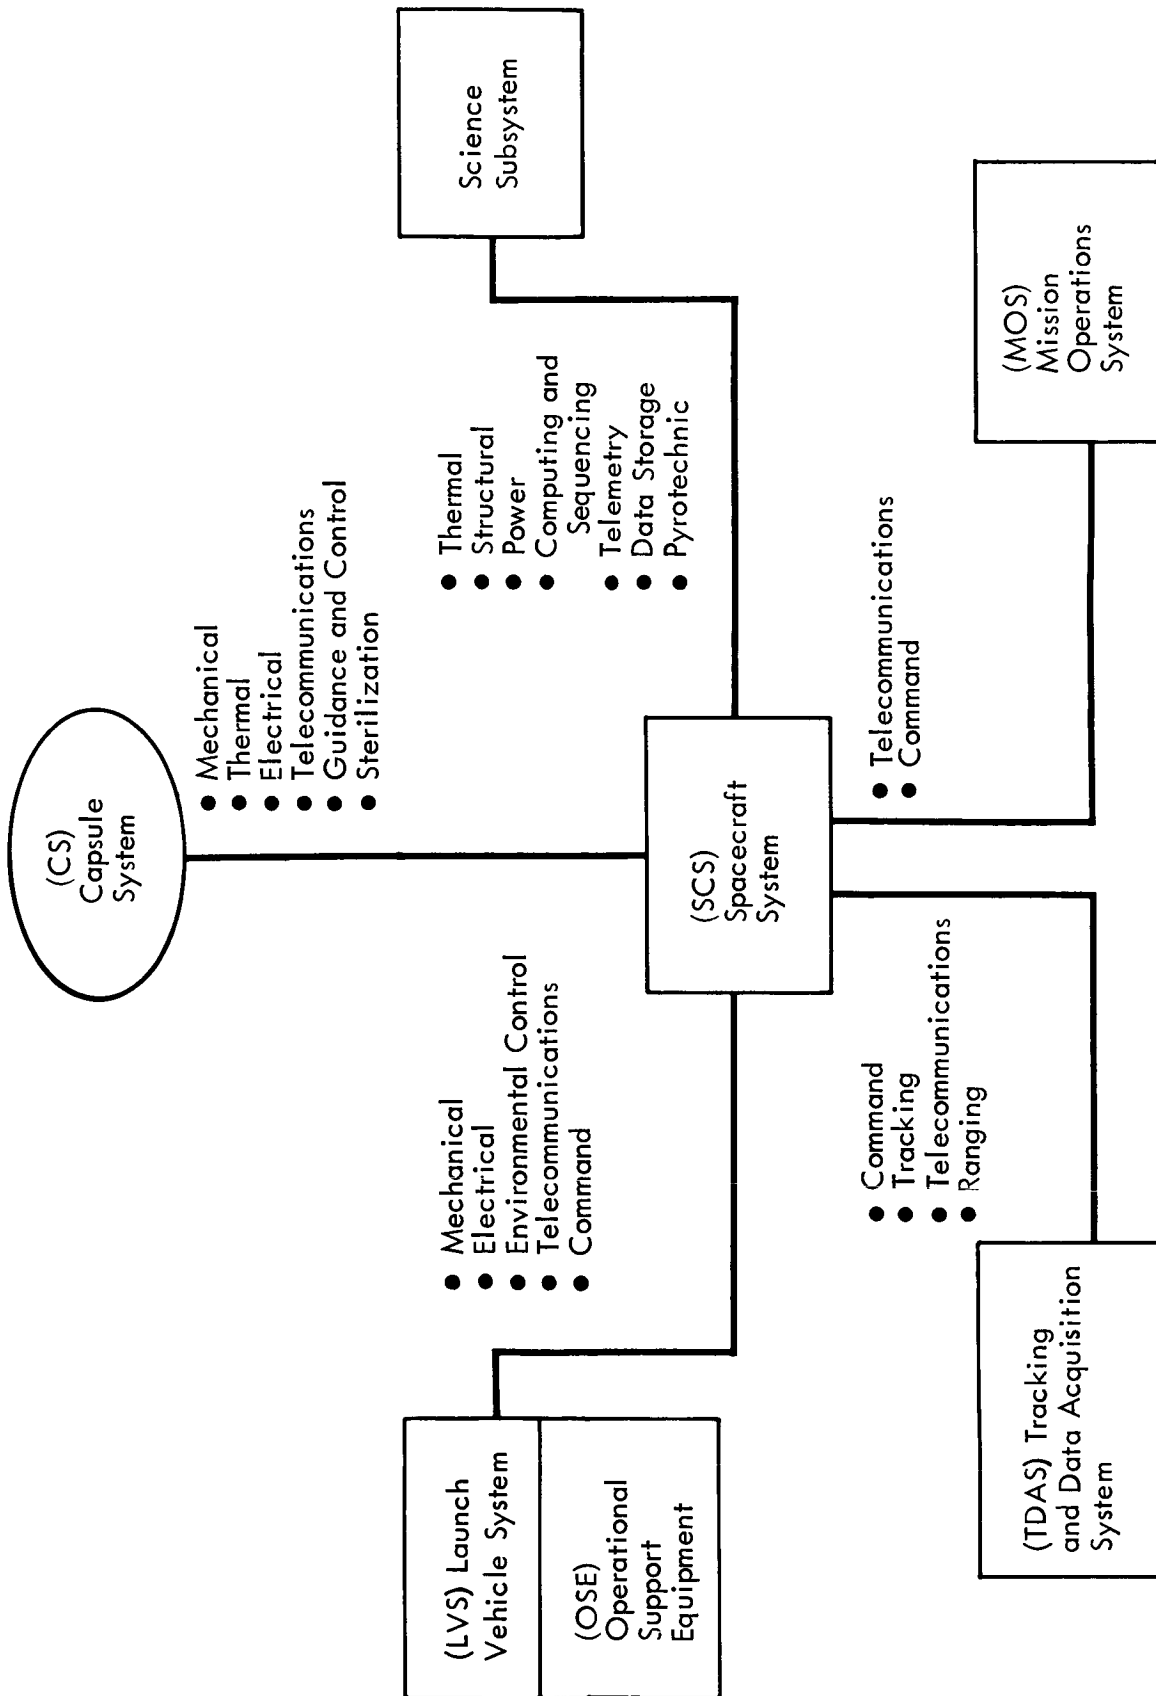 (CS)
Capsule
System
● Mechanical
● Thermal
● Electrical
● Telecommunications
● Guidance and Control
● Sterilization
(LVS) Launch
Vehicle System
(OSE)
Operational
Support
Equipment
● Mechanical
● Electrical
● Environmental Control
● Telecommunications
● Command
● Thermal
● Structural
● Power
● Computing and
Sequencing
● Telemetry
● Data Storage
● Pyrotechnic
Science
Subsystem
(SCS)
Spacecraft
System
● Command
● Tracking
● Telecommunications
● Ranging
● Telecommunications
● Command
(TDAS) Tracking
and Data Acquisition
System
(MOS)
Mission
Operations
System